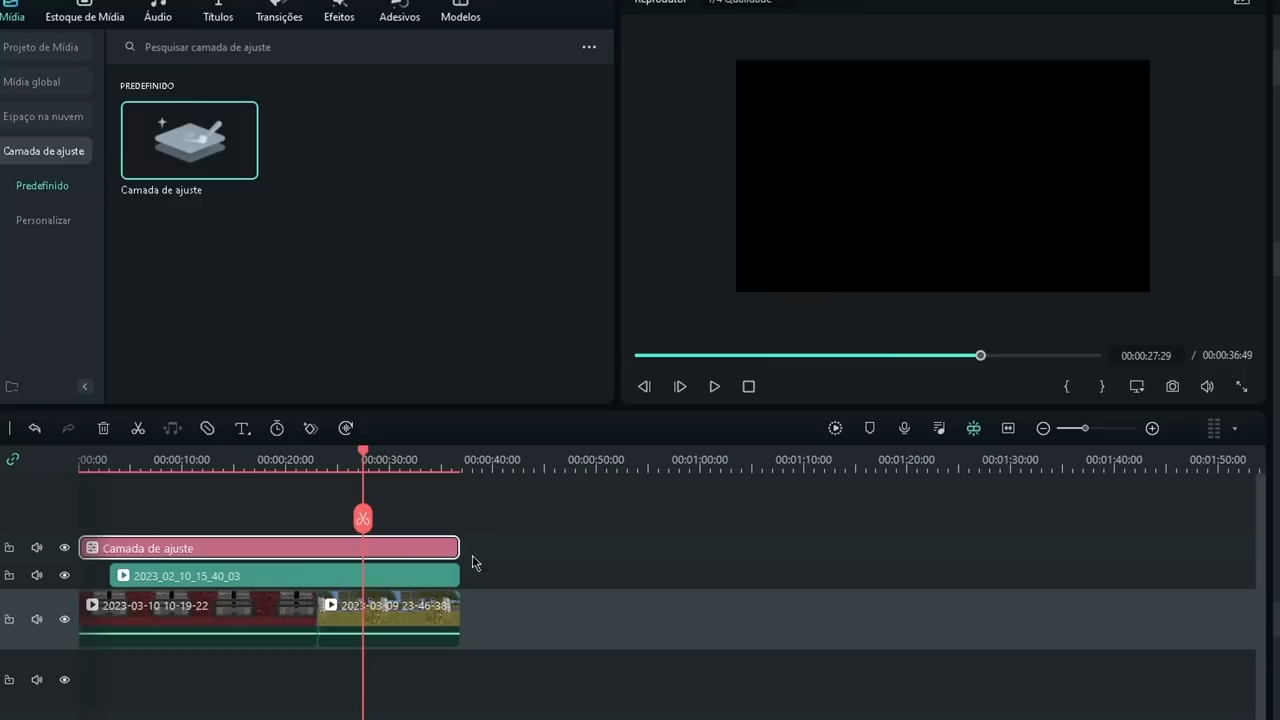 Reprodutor 1/4 Qualidade
Mídia Estoque de Mídia Áudio Títulos Transições Efeitos Adesivos Modelos
Projeto de Mídia
Pesquisar camada de ajuste
Mídia global
PREDEFINIDO
Espaço na nuvem
Camada de ajuste
Predefinido
Camada de ajuste
Personalizar
00:00:27:29 / 00:00:36:49
:00:00 00:00:10:00 00:00:20:00 00:00:30:00 00:00:40:00 00:00:50:00 00:01:00:00 00:01:10:00 00:01:20:00 00:01:30:00 00:01:40:00 00:01:50:00
Camada de ajuste
2023_02_10_15_40_03
2023-03-10 10-19-22 2023-03-09 23-46-38